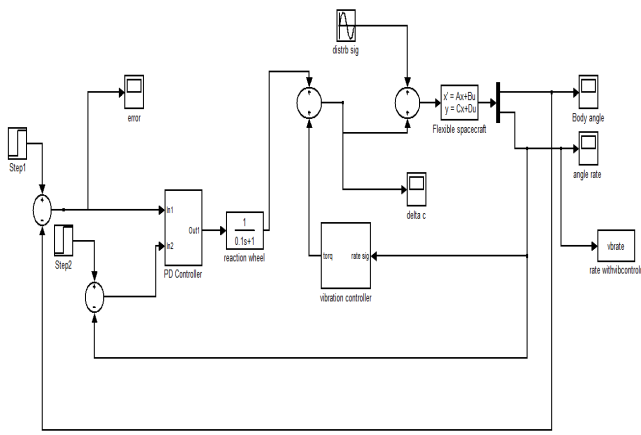 distrb sig
error
x' = Ax+Bu
y = Cx+Du
Flexible spacecraft
Body angle
Step1
angle rate
delta c
In1
Out1
In2
PD Controller
1
0.1s+1
reaction wheel
Step2
torq
rate sig
vibration controller
vbrate
rate withvibcontrole